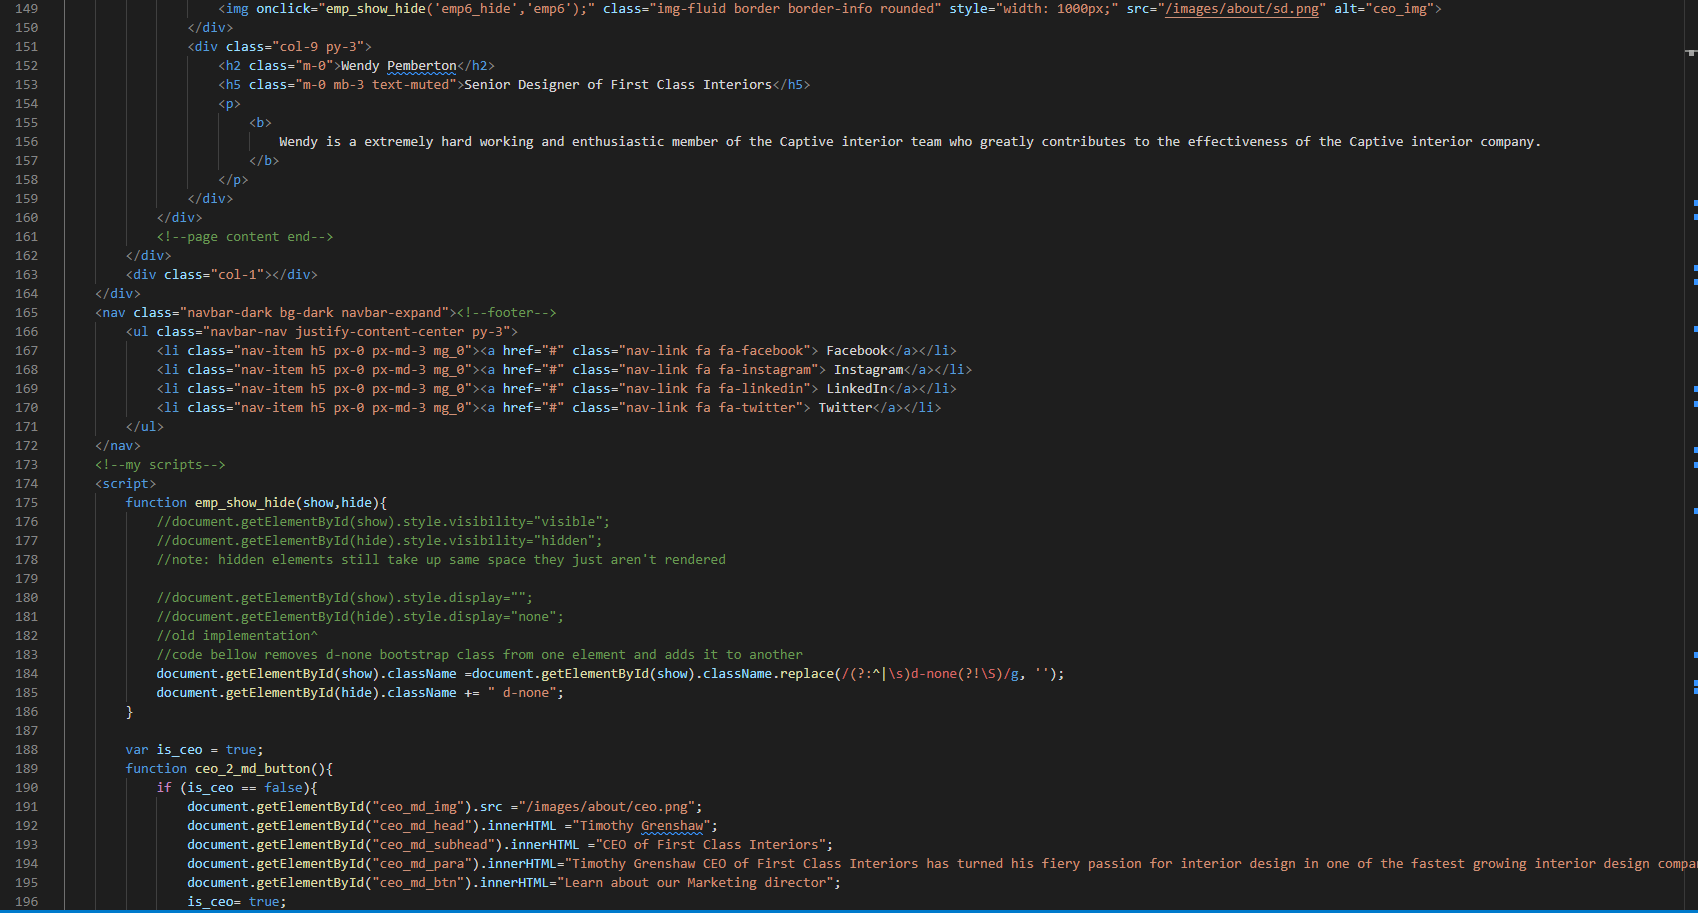 149 <img onclick="emp_show_hide('emp6_hide','emp6');" class="img-fluid border border-info rounded" style="width: 1000px;" src="/images/about/sd.png" alt="ceo_img">
150 </div>
151 <div class="col-9 py-3">
152 <h2 class="m-0">Wendy Pemberton</h2>
153 <h5 class="m-0 mb-3 text-muted">Senior Designer of First Class Interiors</h5>
154 <p>
155 <b>
156 Wendy is a extremely hard working and enthusiastic member of the Captive interior team who greatly contributes to the effectiveness of the Captive interior company.
157 </b>
158 </p>
159 </div>
160 </div>
161 <!--page content end-->
162 </div>
163 <div class="col-1"></div>
164 </div>
165 <nav class="navbar-dark bg-dark navbar-expand"><!--footer-->
166 <ul class="navbar-nav justify-content-center py-3">
167 <li class="nav-item h5 px-0 px-md-3 mg_0"><a href="#" class="nav-link fa fa-facebook"> Facebook</a></li>
168 <li class="nav-item h5 px-0 px-md-3 mg_0"><a href="#" class="nav-link fa fa-instagram"> Instagram</a></li>
169 <li class="nav-item h5 px-0 px-md-3 mg_0"><a href="#" class="nav-link fa fa-linkedin"> LinkedIn</a></li>
170 <li class="nav-item h5 px-0 px-md-3 mg_0"><a href="#" class="nav-link fa fa-twitter"> Twitter</a></li>
171 </ul>
172 </nav>
173 <!--my scripts-->
174 <script>
175 function emp_show_hide(show,hide){
176 //document.getElementById(show).style.visibility="visible";
177 //document.getElementById(hide).style.visibility="hidden";
178 //note: hidden elements still take up same space they just aren't rendered
179
180 //document.getElementById(show).style.display="";
181 //document.getElementById(hide).style.display="none";
182 //old implementation^
183 //code bellow removes d-none bootstrap class from one element and adds it to another
184 document.getElementById(show).className =document.getElementById(show).className.replace(/(?:^|\s)d-none(?!\S)/g, '');
185 document.getElementById(hide).className += " d-none";
186 }
187
188 var is_ceo = true;
189 function ceo_2_md_button(){
190 if (is_ceo == false){
191 document.getElementById("ceo_md_img").src ="/images/about/ceo.png";
192 document.getElementById("ceo_md_head").innerHTML ="Timothy Grenshaw";
193 document.getElementById("ceo_md_subhead").innerHTML ="CEO of First Class Interiors";
194 document.getElementById("ceo_md_para").innerHTML="Timothy Grenshaw CEO of First Class Interiors has turned his fiery passion for interior design in one of the fastest growing interior design compa
195 document.getElementById("ceo_md_btn").innerHTML="Learn about our Marketing director";
196 is_ceo= true;